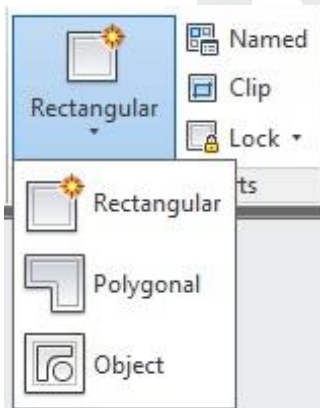 Rectangular
Named
Clip
Lock
ts
Rectangular
Polygonal
Object